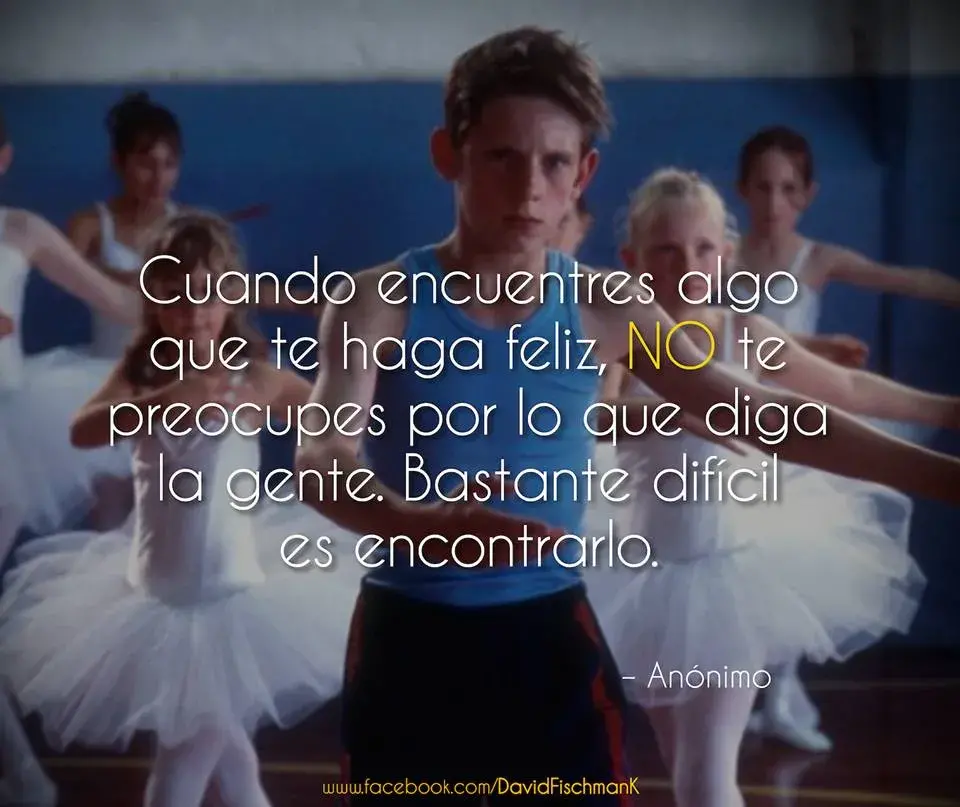 Cuando encuentres algo
que te haga feliz, NO te
preocupes por lo que diga
la gente. Bastante difícil
es encontrarlo.
- Anónimo
www.facebook.com/DavidFischmanK